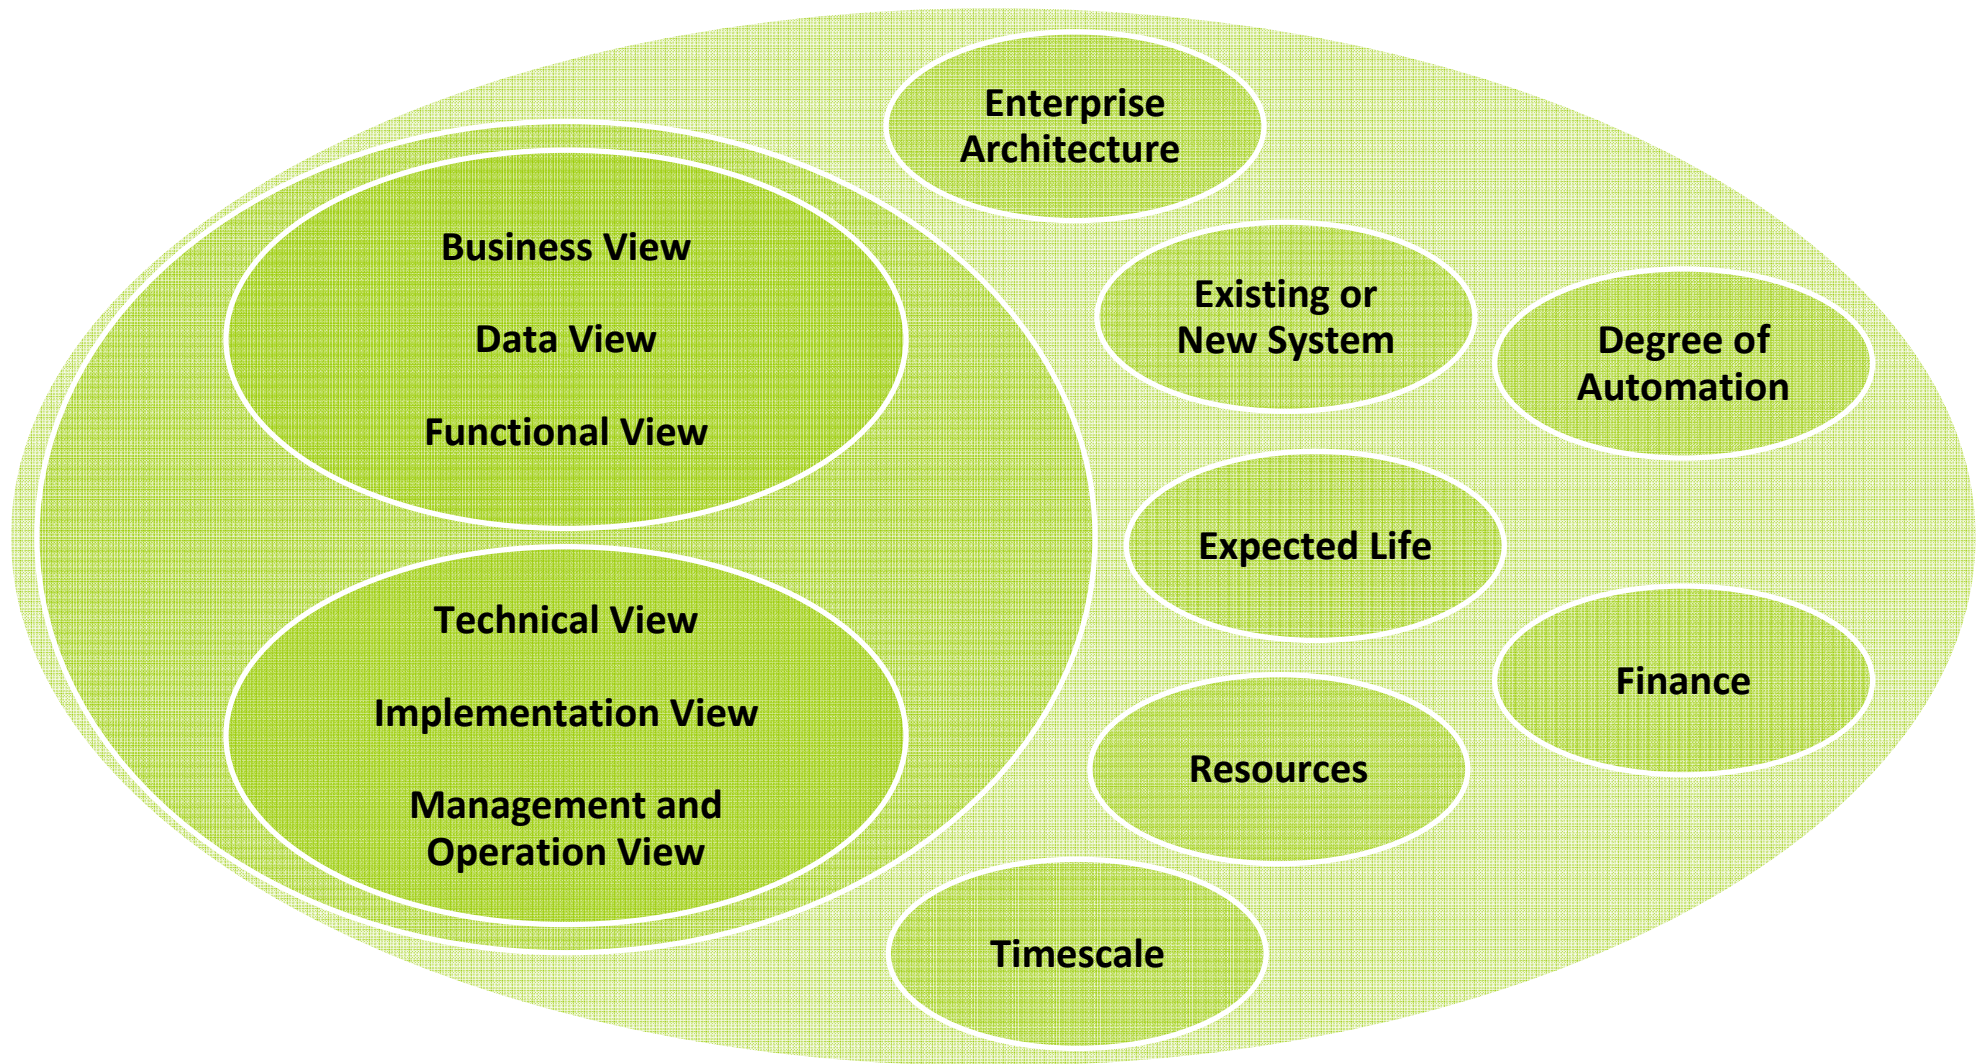 Enterprise
Architecture
Business View
Data View
Functional View
Existing or
New System
Degree of
Automation
Expected Life
Technical View
Implementation View
Management and
Operation View
Finance
Resources
Timescale